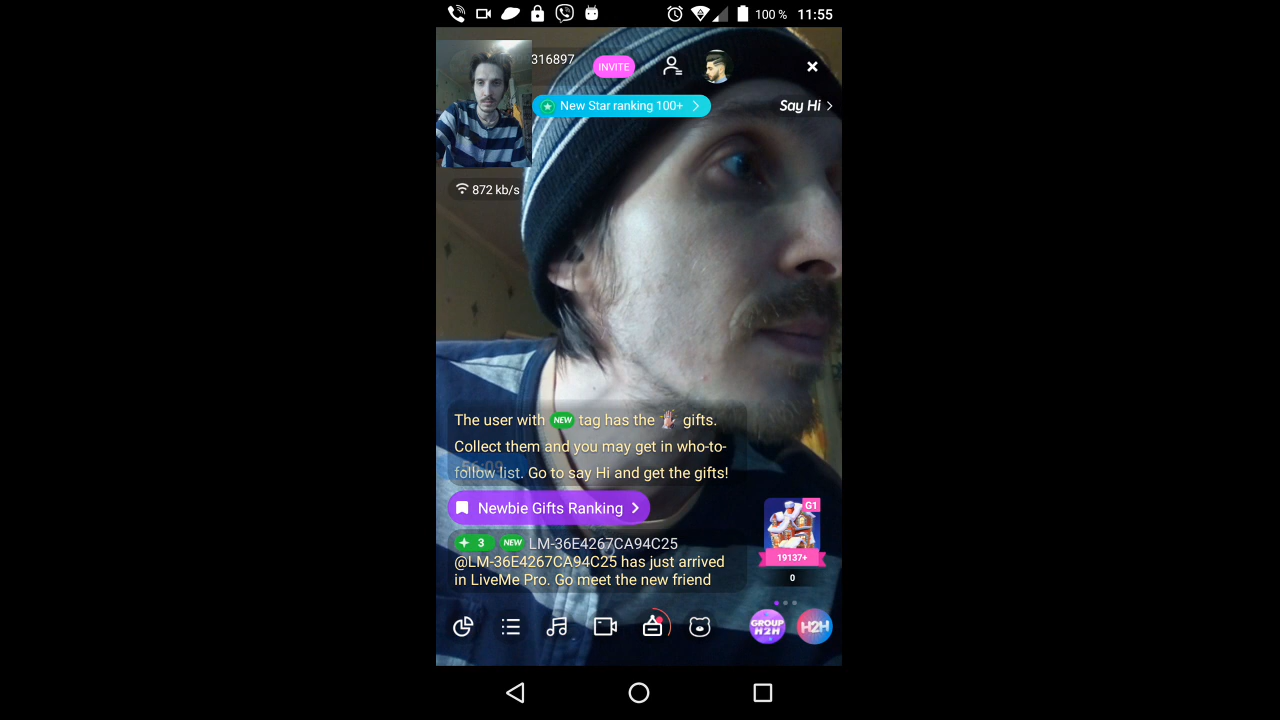 100 % 11:55
316897
INVITE
New Star ranking 100+
Say Hi
872 kb/s
The user with NEW tag has the gifts.
Collect them and you may get in who-to-
follow list. Go to say Hi and get the gifts!
Newbie Gifts Ranking
G1
19137+
0
3 NEW LM-36E4267CA94C25
@LM-36E4267CA94C25 has just arrived
in LiveMe Pro. Go meet the new friend
GROUP
H2H
H2H